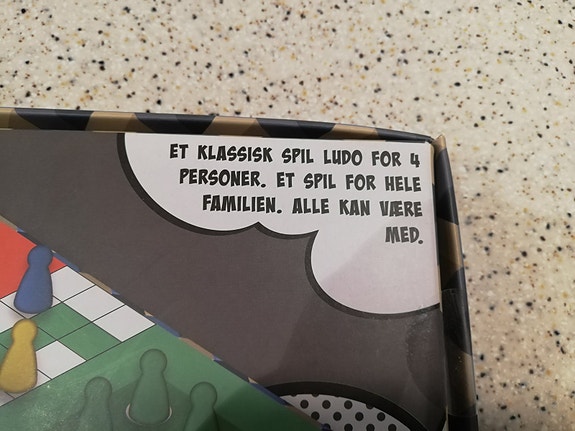 ET KLASSISK SPIL LUDO FOR 4
PERSONER. ET SPIL FOR HELE
FAMILIEN. ALLE KAN VÆRE
MED.